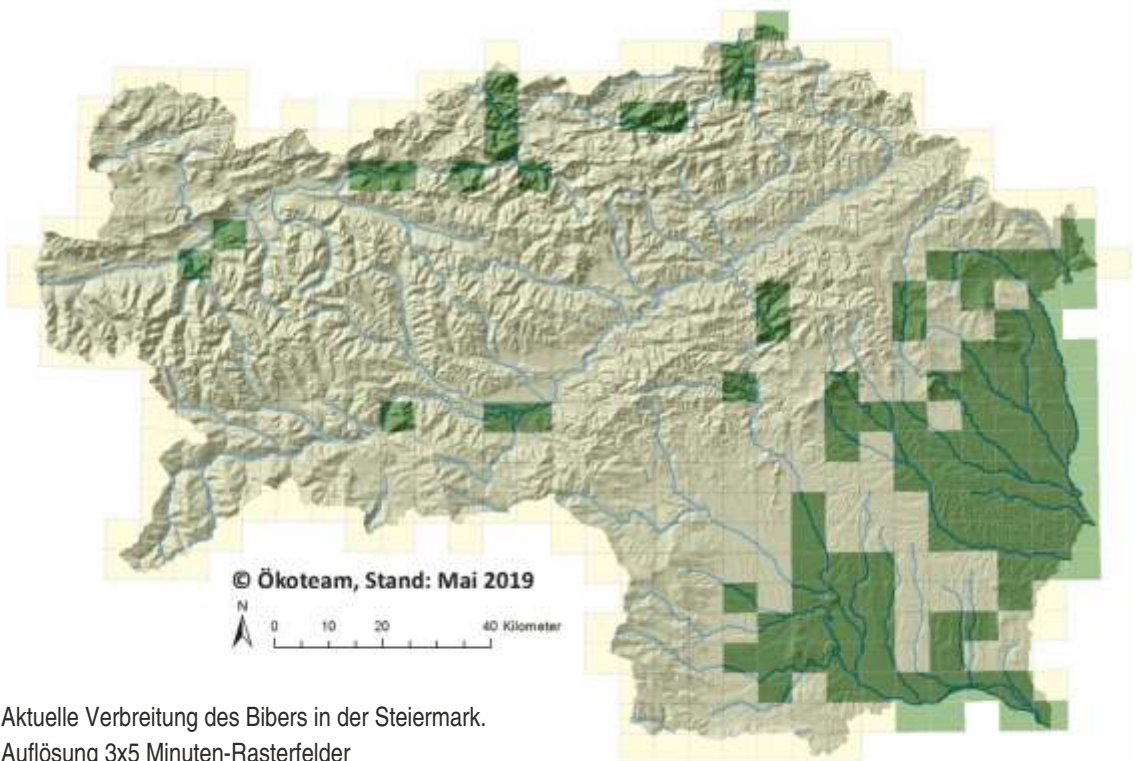 © Ökoteam, Stand: Mai 2019
N
0 10 20 40 Kilometer
Aktuelle Verbreitung des Bibers in der Steiermark.
Auflösung 3x5 Minuten-Rasterfelder